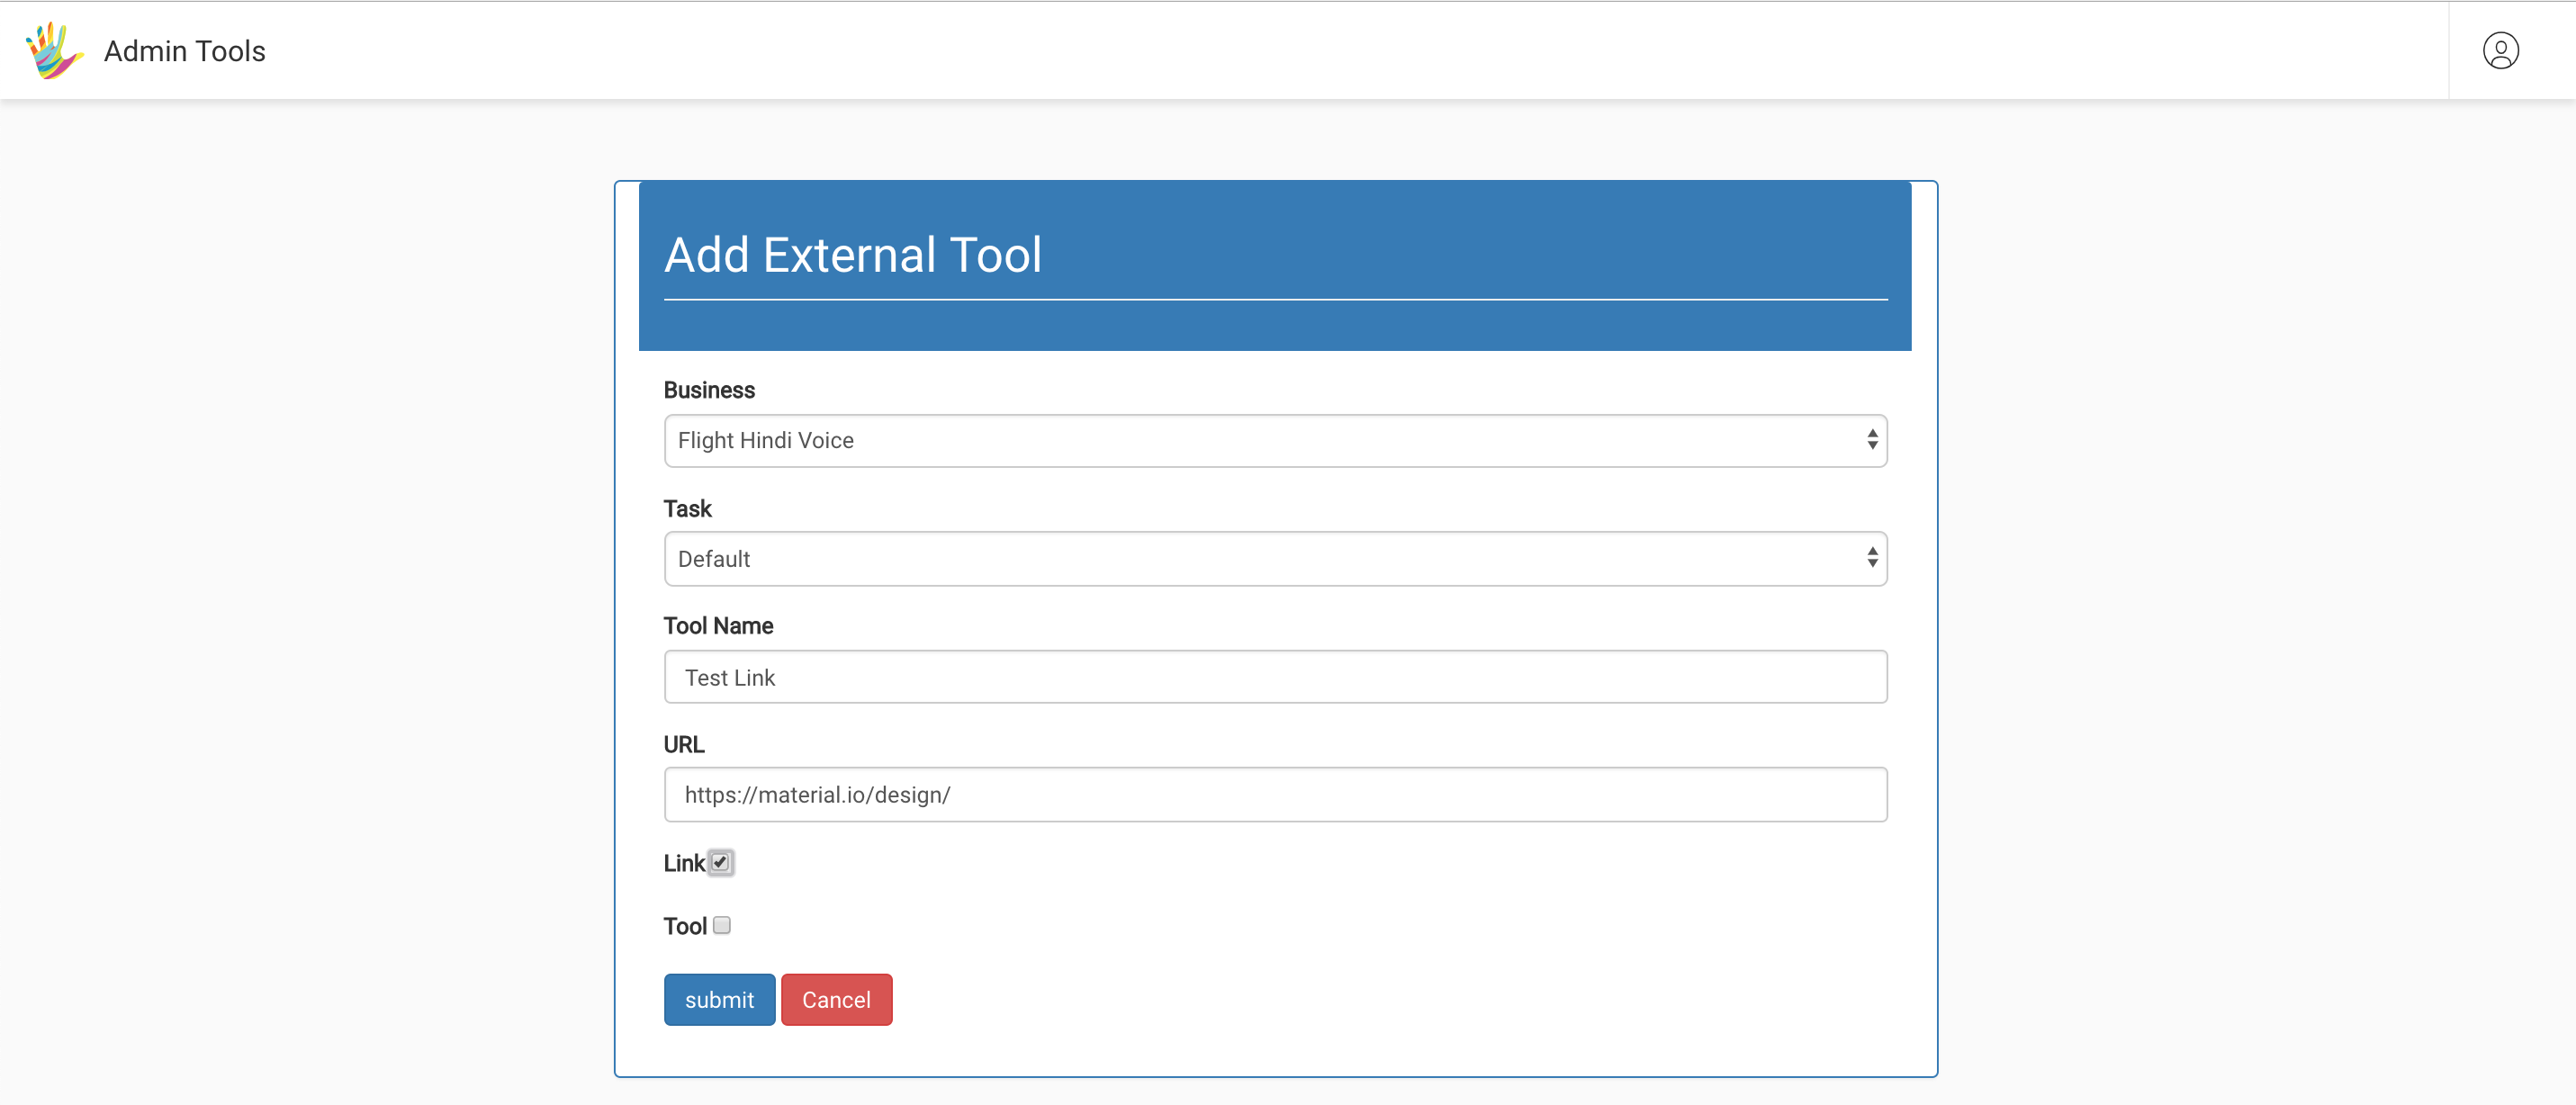 Admin Tools
Add External Tool
Business
Flight Hindi Voice
Task
Default
Tool Name
Test Link
URL
https://material.io/design/
Link
Tool
submit Cancel